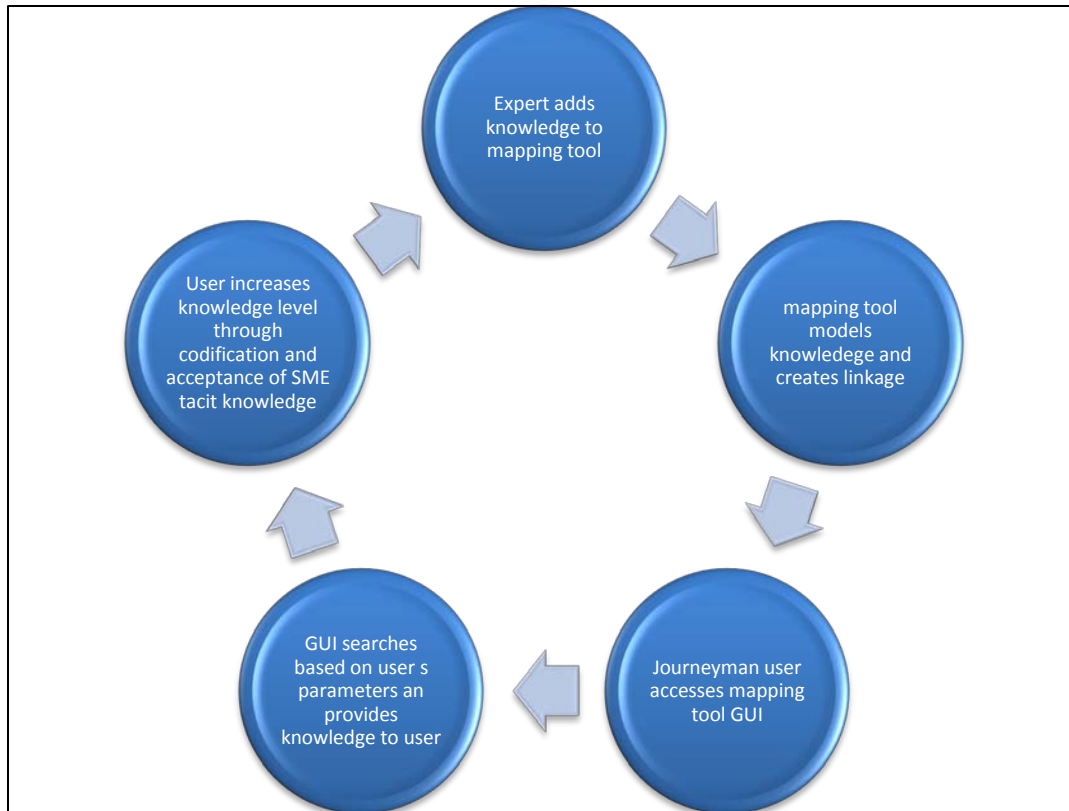 Expert adds
knowledge to
mapping tool
mapping tool
models
knowledege and
creates linkage
Journeyman user
accesses mapping
tool GUI
GUI searches
based on user s
parameters an
provides
knowledge to user
User increases
knowledge level
through
codification and
acceptance of SME
tacit knowledge